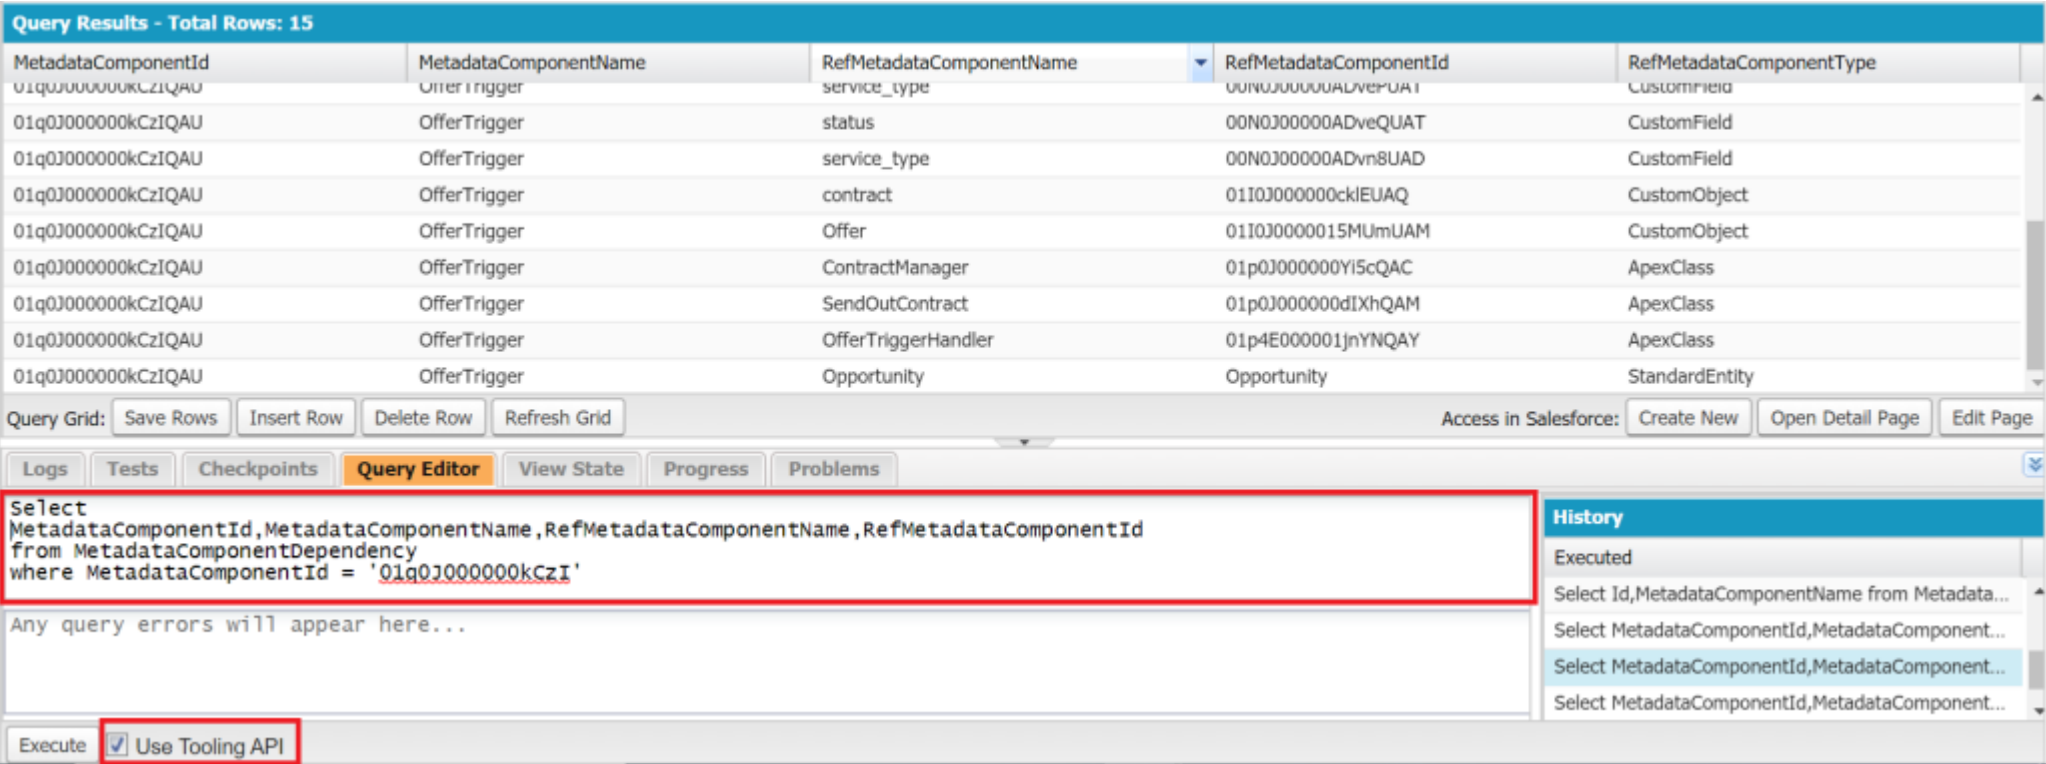 Query Results - Total Rows: 15
MetadataComponentId MetadataComponentName RefMetadataComponentName RefMetadataComponentId RefMetadataComponentType
01q0J000000kCzIQAU OfferTrigger service_type 00N0J00000ADvePUAT CustomField
01q0J000000kCzIQAU OfferTrigger status 00N0J00000ADveQUAT CustomField
01q0J000000kCzIQAU OfferTrigger service_type 00N0J00000ADvn8UAD CustomField
01q0J000000kCzIQAU OfferTrigger contract 01I0J000000cklEUAQ CustomObject
01q0J000000kCzIQAU OfferTrigger Offer 01I0J0000015MUmUAM CustomObject
01q0J000000kCzIQAU OfferTrigger ContractManager 01p0J000000Yi5cQAC ApexClass
01q0J000000kCzIQAU OfferTrigger SendOutContract 01p0J000000dIXhQAM ApexClass
01q0J000000kCzIQAU OfferTrigger OfferTriggerHandler 01p4E000001jnYNQAY ApexClass
01q0J000000kCzIQAU OfferTrigger Opportunity Opportunity StandardEntity
Query Grid: Save Rows Insert Row Delete Row Refresh Grid Access in Salesforce: Create New Open Detail Page Edit Page
Logs Tests Checkpoints Query Editor View State Progress Problems
Select
MetadataComponentId,MetadataComponentName,RefMetadataComponentName,RefMetadataComponentId
from MetadataComponentDependency
where MetadataComponentId = '01q0J000000kCzI'
Any query errors will appear here...
History
Executed
Select Id,MetadataComponentName from Metadata...
Select MetadataComponentId,MetadataComponent...
Select MetadataComponentId,MetadataComponent...
Select MetadataComponentId,MetadataComponent...
Execute Use Tooling API